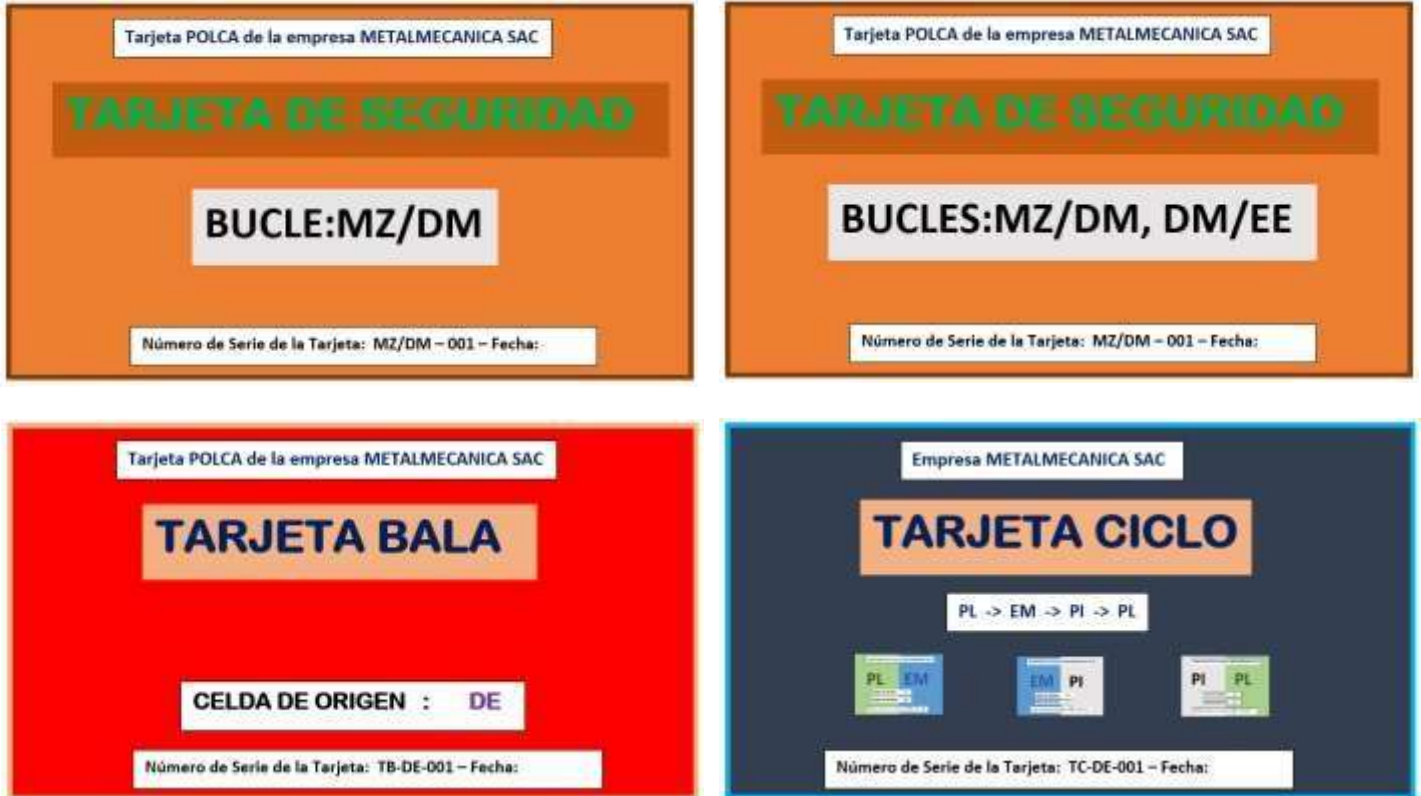 Tarjeta POLCA de la empresa METALMECANICA SAC
TARJETA DE SEGURIDAD
BUCLE:MZ/DM
Número de Serie de la Tarjeta: MZ/DM – 001 – Fecha:
Tarjeta POLCA de la empresa METALMECANICA SAC
TARJETA DE SEGURIDAD
BUCLES:MZ/DM, DM/EE
Número de Serie de la Tarjeta: MZ/DM – 001 – Fecha:
Tarjeta POLCA de la empresa METALMECANICA SAC
TARJETA BALA
CELDA DE ORIGEN : DE
Número de Serie de la Tarjeta: TB-DE-001 – Fecha:
Empresa METALMECANICA SAC
TARJETA CICLO
PL -> EM -> PI -> PL
PL EM
EM PI
PI PL
Número de Serie de la Tarjeta: TC-DE-001 – Fecha: